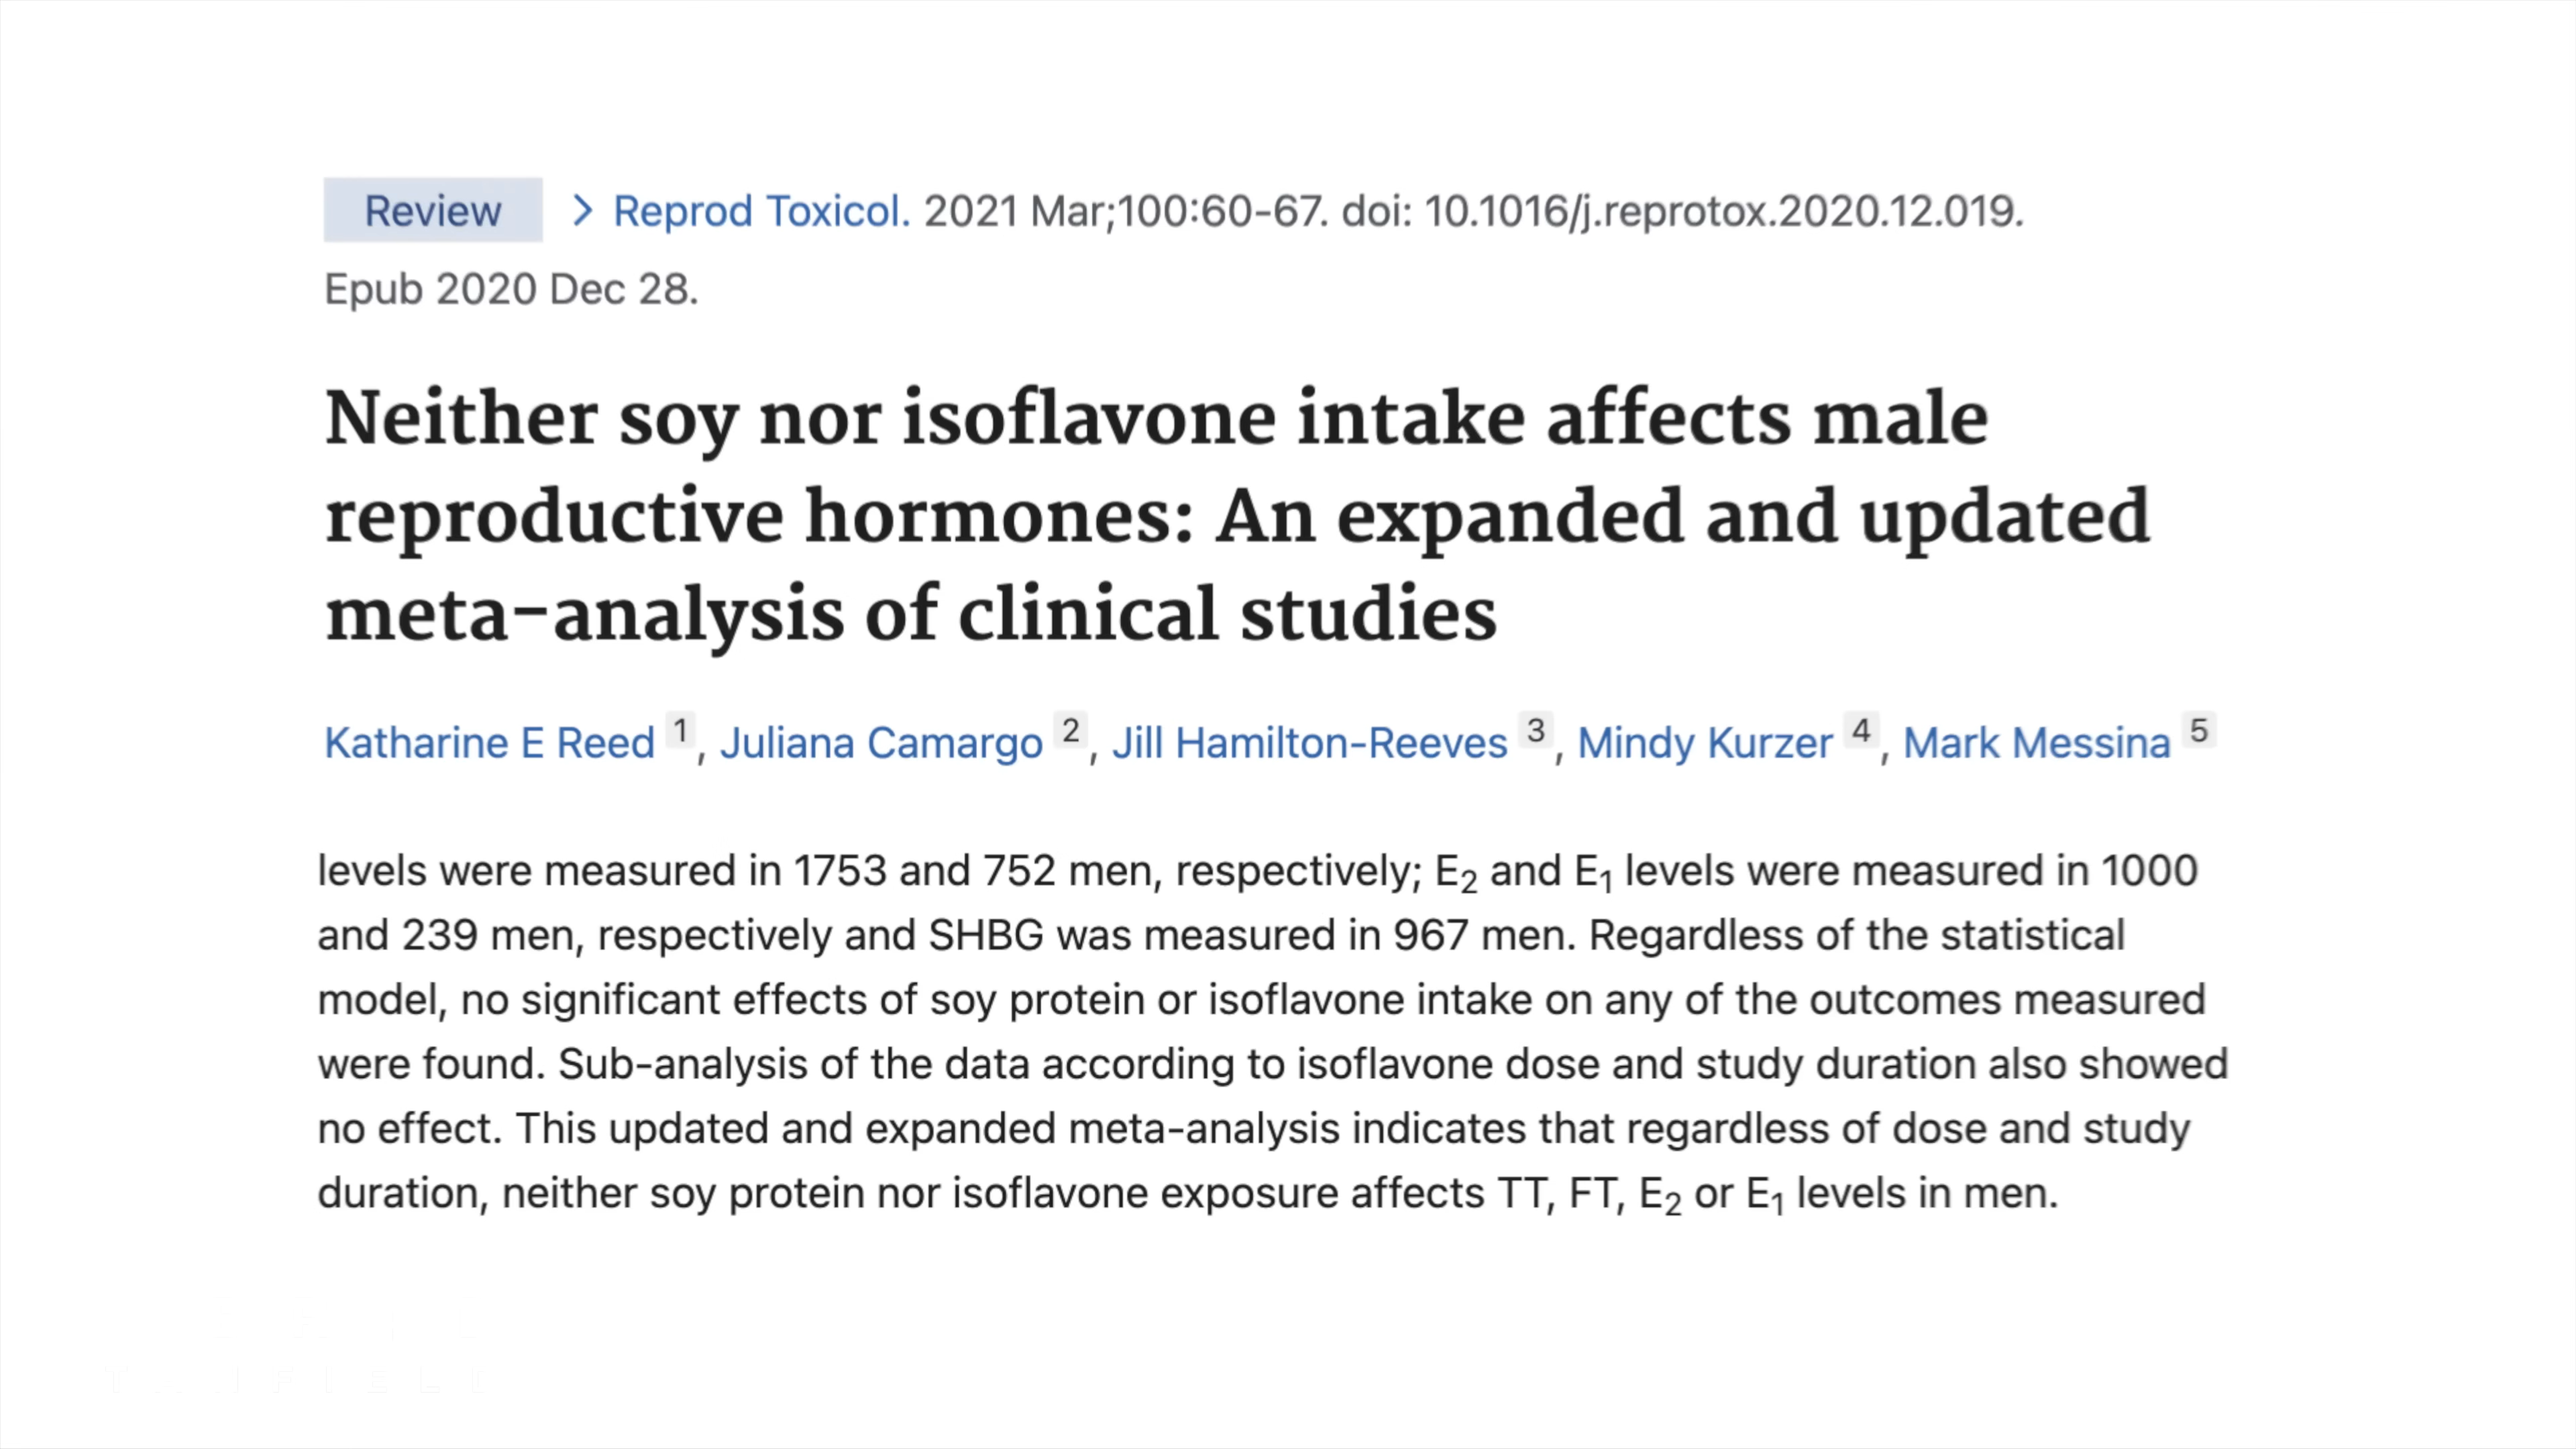 Review > Reprod Toxicol. 2021 Mar;100:60-67. doi: 10.1016/j.reprotox.2020.12.019.
Epub 2020 Dec 28.
Neither soy nor isoflavone intake affects male
reproductive hormones: An expanded and updated
meta-analysis of clinical studies
Katharine E Reed 1, Juliana Camargo 2, Jill Hamilton-Reeves 3, Mindy Kurzer 4, Mark Messina 5
levels were measured in 1753 and 752 men, respectively; E₂ and E₁ levels were measured in 1000
and 239 men, respectively and SHBG was measured in 967 men. Regardless of the statistical
model, no significant effects of soy protein or isoflavone intake on any of the outcomes measured
were found. Sub-analysis of the data according to isoflavone dose and study duration also showed
no effect. This updated and expanded meta-analysis indicates that regardless of dose and study
duration, neither soy protein nor isoflavone exposure affects TT, FT, E₂ or E₁ levels in men.